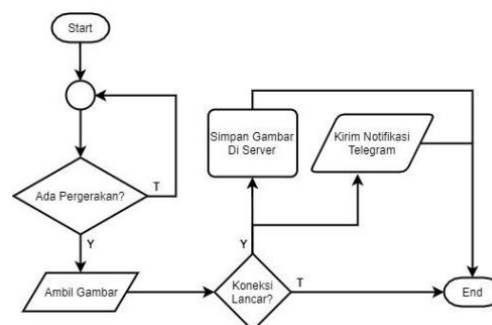 Start
Ada Pergerakan?
T
Y
Ambil Gambar
Simpan Gambar
Di Server
Kirim Notifikasi
Telegram
Y
Koneksi
Lancar?
T
End